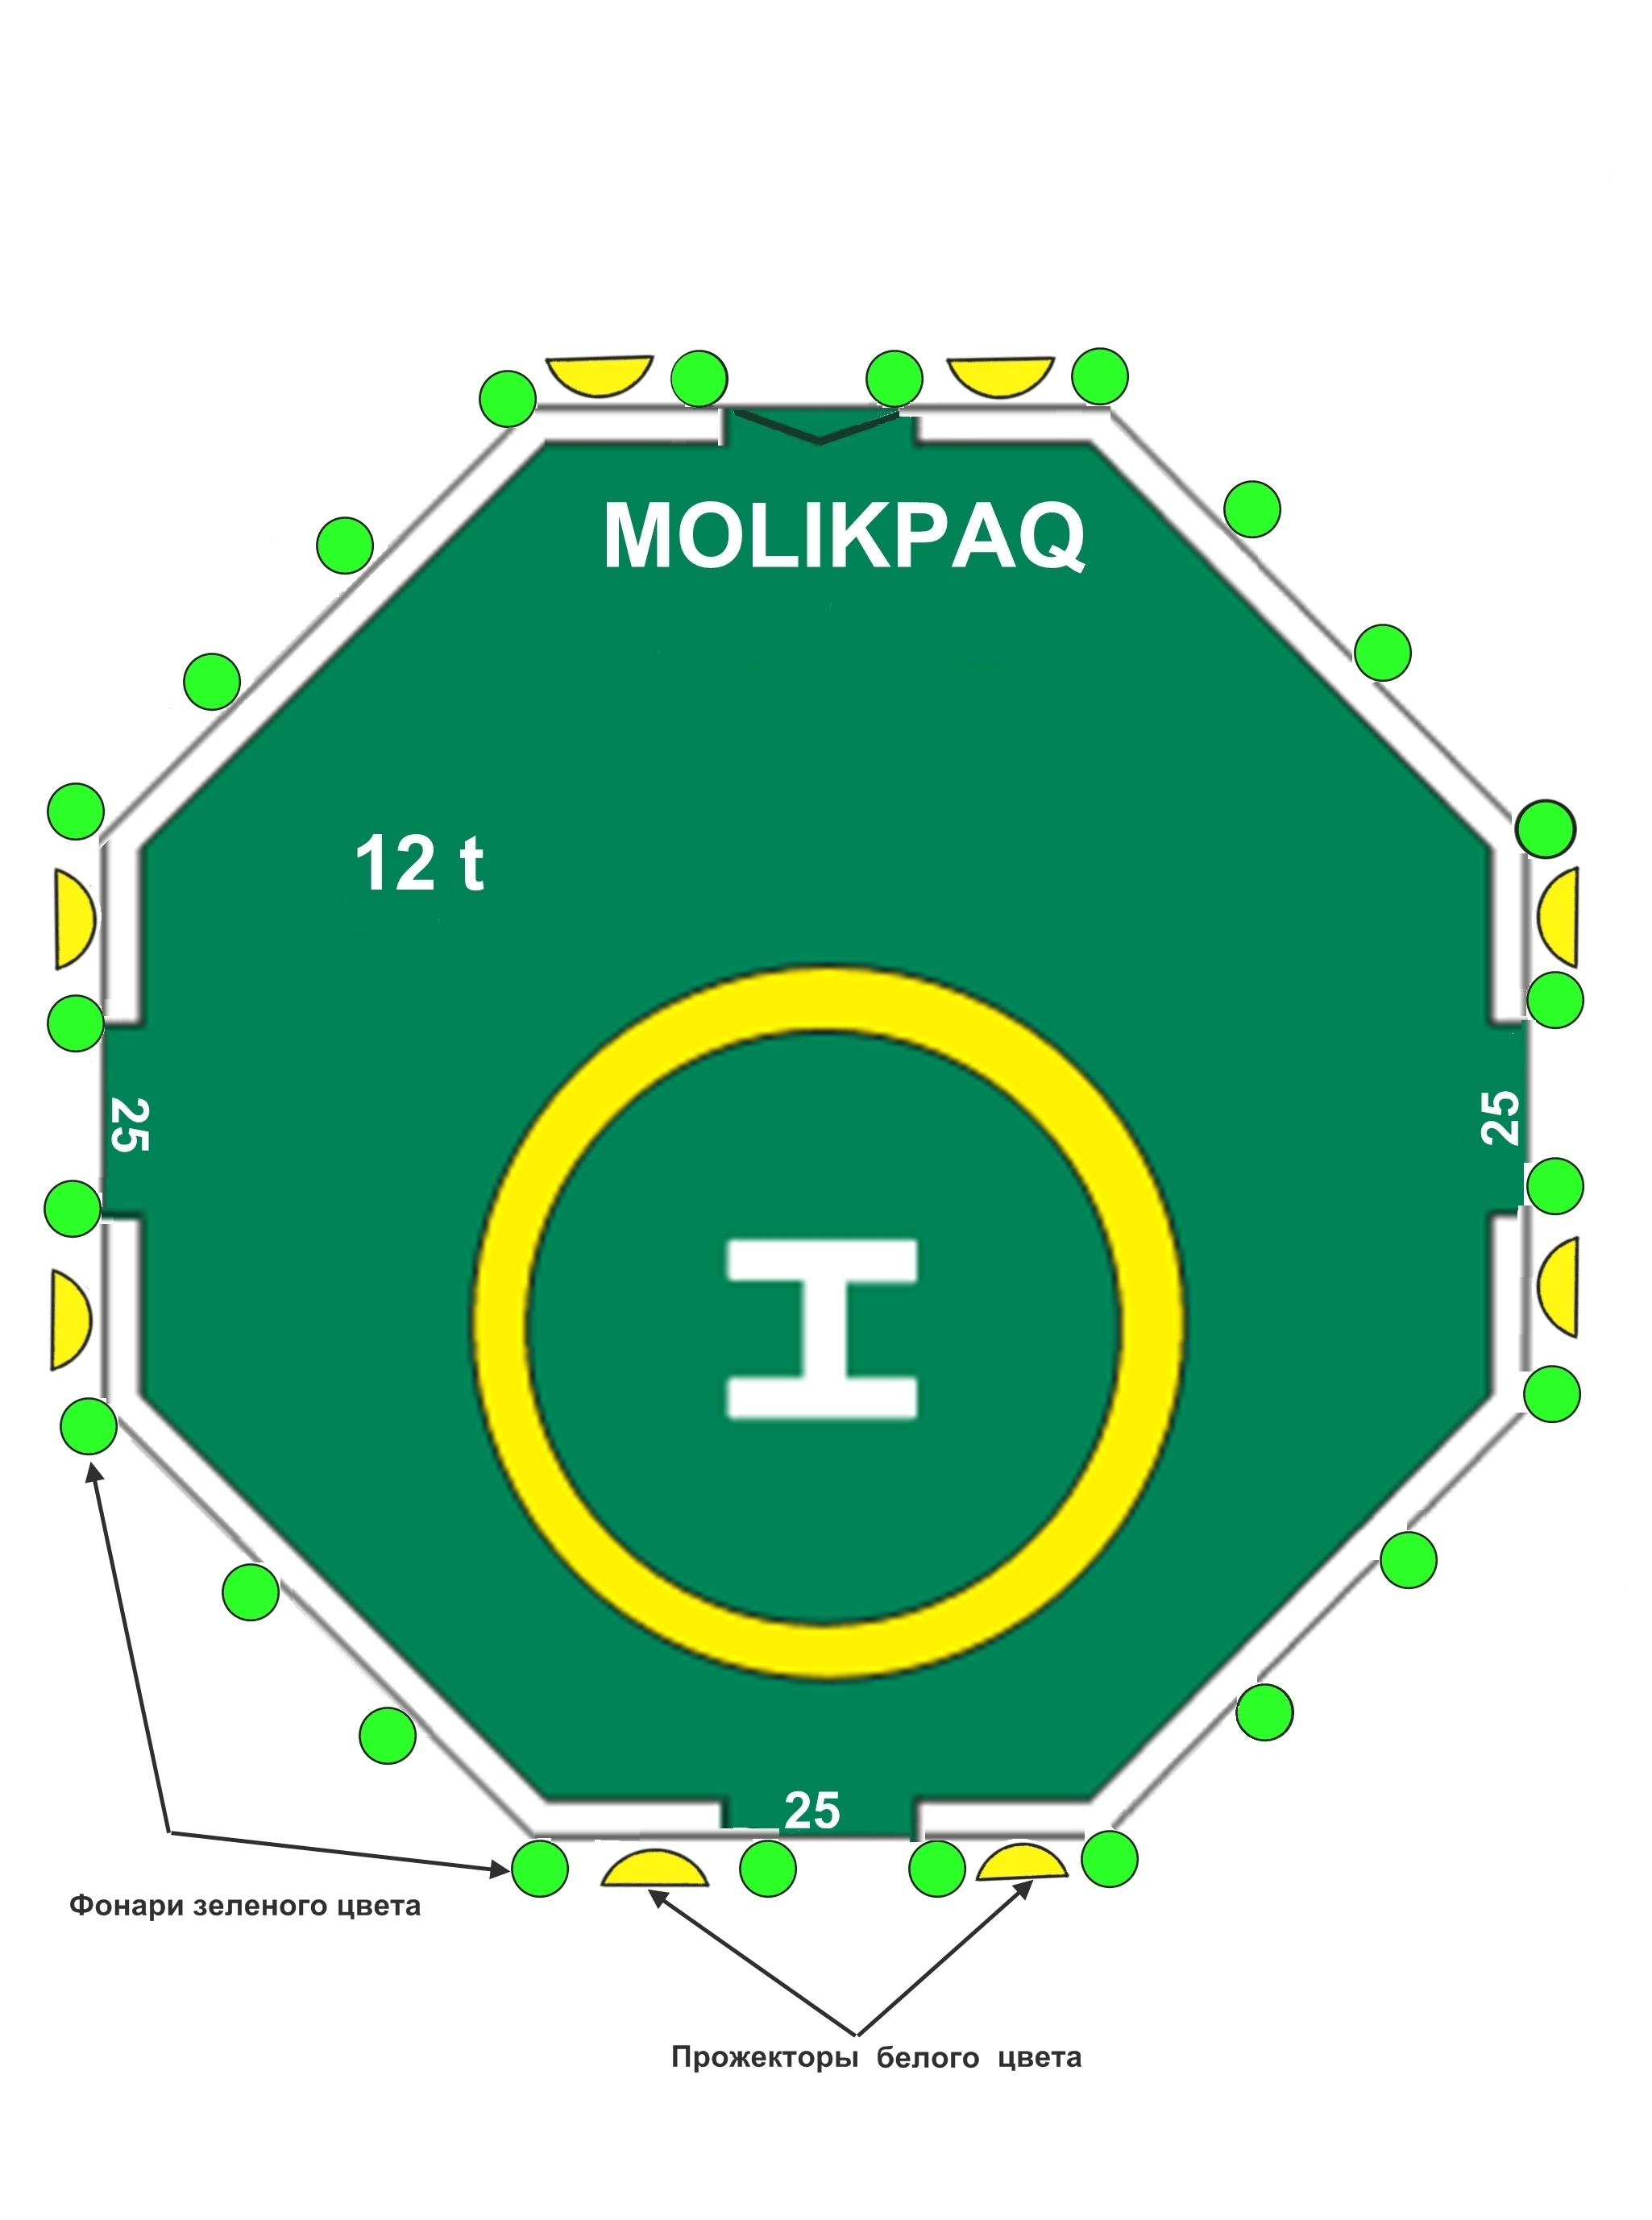 MOLIKPAQ
12 t
25
25
H
25
Фонари зеленого цвета
Прожекторы белого цвета